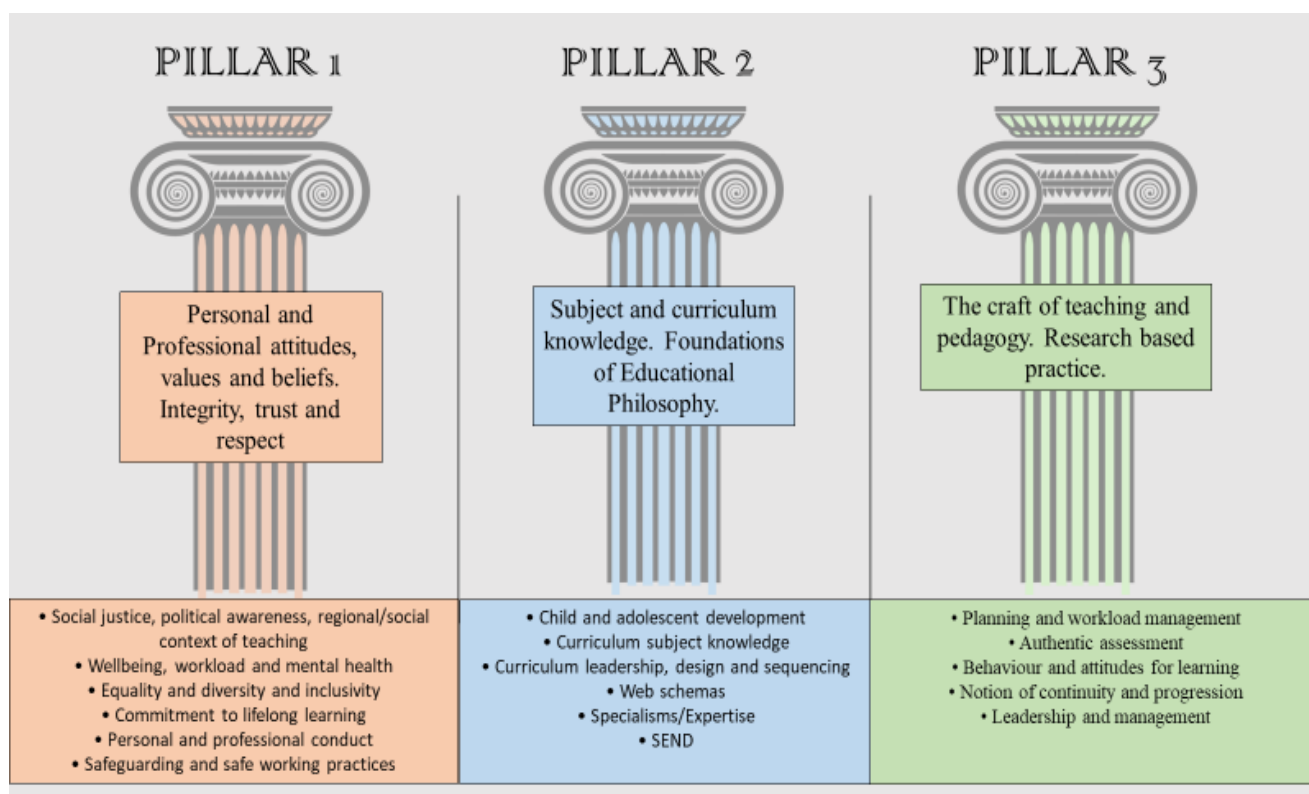 PILLAR 1
Personal and
Professional attitudes,
values and beliefs.
Integrity, trust and
respect
• Social justice, political awareness, regional/social
context of teaching
• Wellbeing, workload and mental health
• Equality and diversity and inclusivity
• Commitment to lifelong learning
• Personal and professional conduct
• Safeguarding and safe working practices
PILLAR 2
Subject and curriculum
knowledge. Foundations
of Educational
Philosophy.
• Child and adolescent development
• Curriculum subject knowledge
• Curriculum leadership, design and sequencing
• Web schemas
• Specialisms/Expertise
• SEND
PILLAR 3
The craft of teaching and
pedagogy. Research based
practice.
• Planning and workload management
• Authentic assessment
• Behaviour and attitudes for learning
• Notion of continuity and progression
• Leadership and management